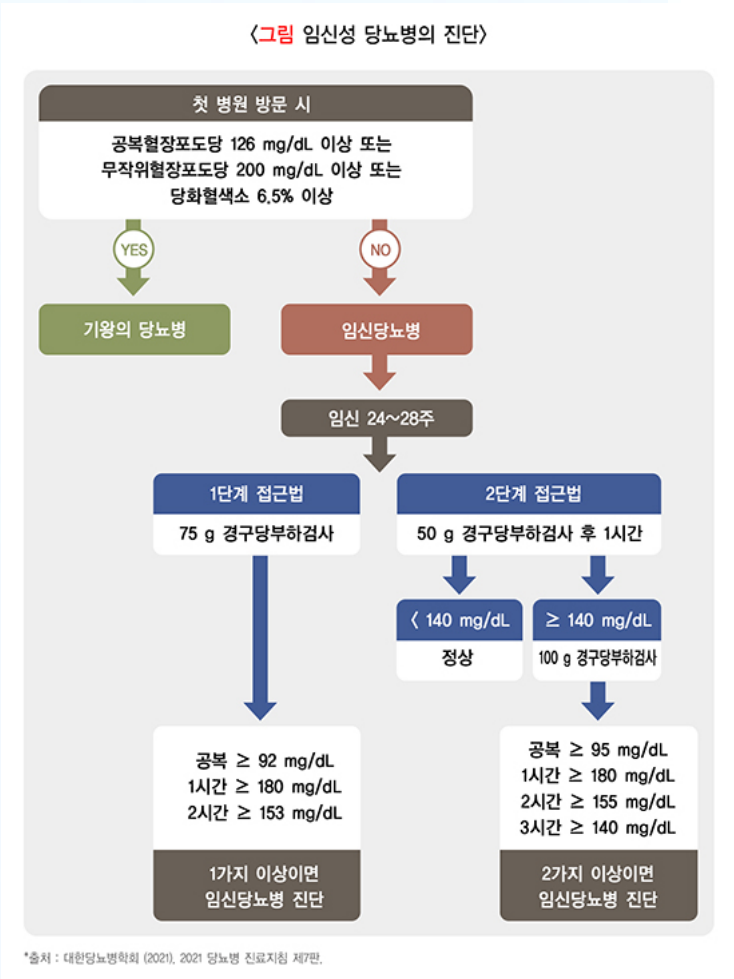 <그림 임신성 당뇨병의 진단>
첫 병원 방문 시
공복혈장포도당 126 mg/dL 이상 또는
무작위혈장포도당 200 mg/dL 이상 또는
당화혈색소 6.5% 이상
YES
NO
기왕의 당뇨병
임신당뇨병
임신 24~28주
1단계 접근법
75 g 경구당부하검사
2단계 접근법
50 g 경구당부하검사 후 1시간
< 140 mg/dL
정상
≥ 140 mg/dL
100 g 경구당부하검사
공복 ≥ 92 mg/dL
1시간 ≥ 180 mg/dL
2시간 ≥ 153 mg/dL
1가지 이상이면
임신당뇨병 진단
공복 ≥ 95 mg/dL
1시간 ≥ 180 mg/dL
2시간 ≥ 155 mg/dL
3시간 ≥ 140 mg/dL
2가지 이상이면
임신당뇨병 진단
*출처 : 대한당뇨병학회 (2021), 2021 당뇨병 진료지침 제7판.